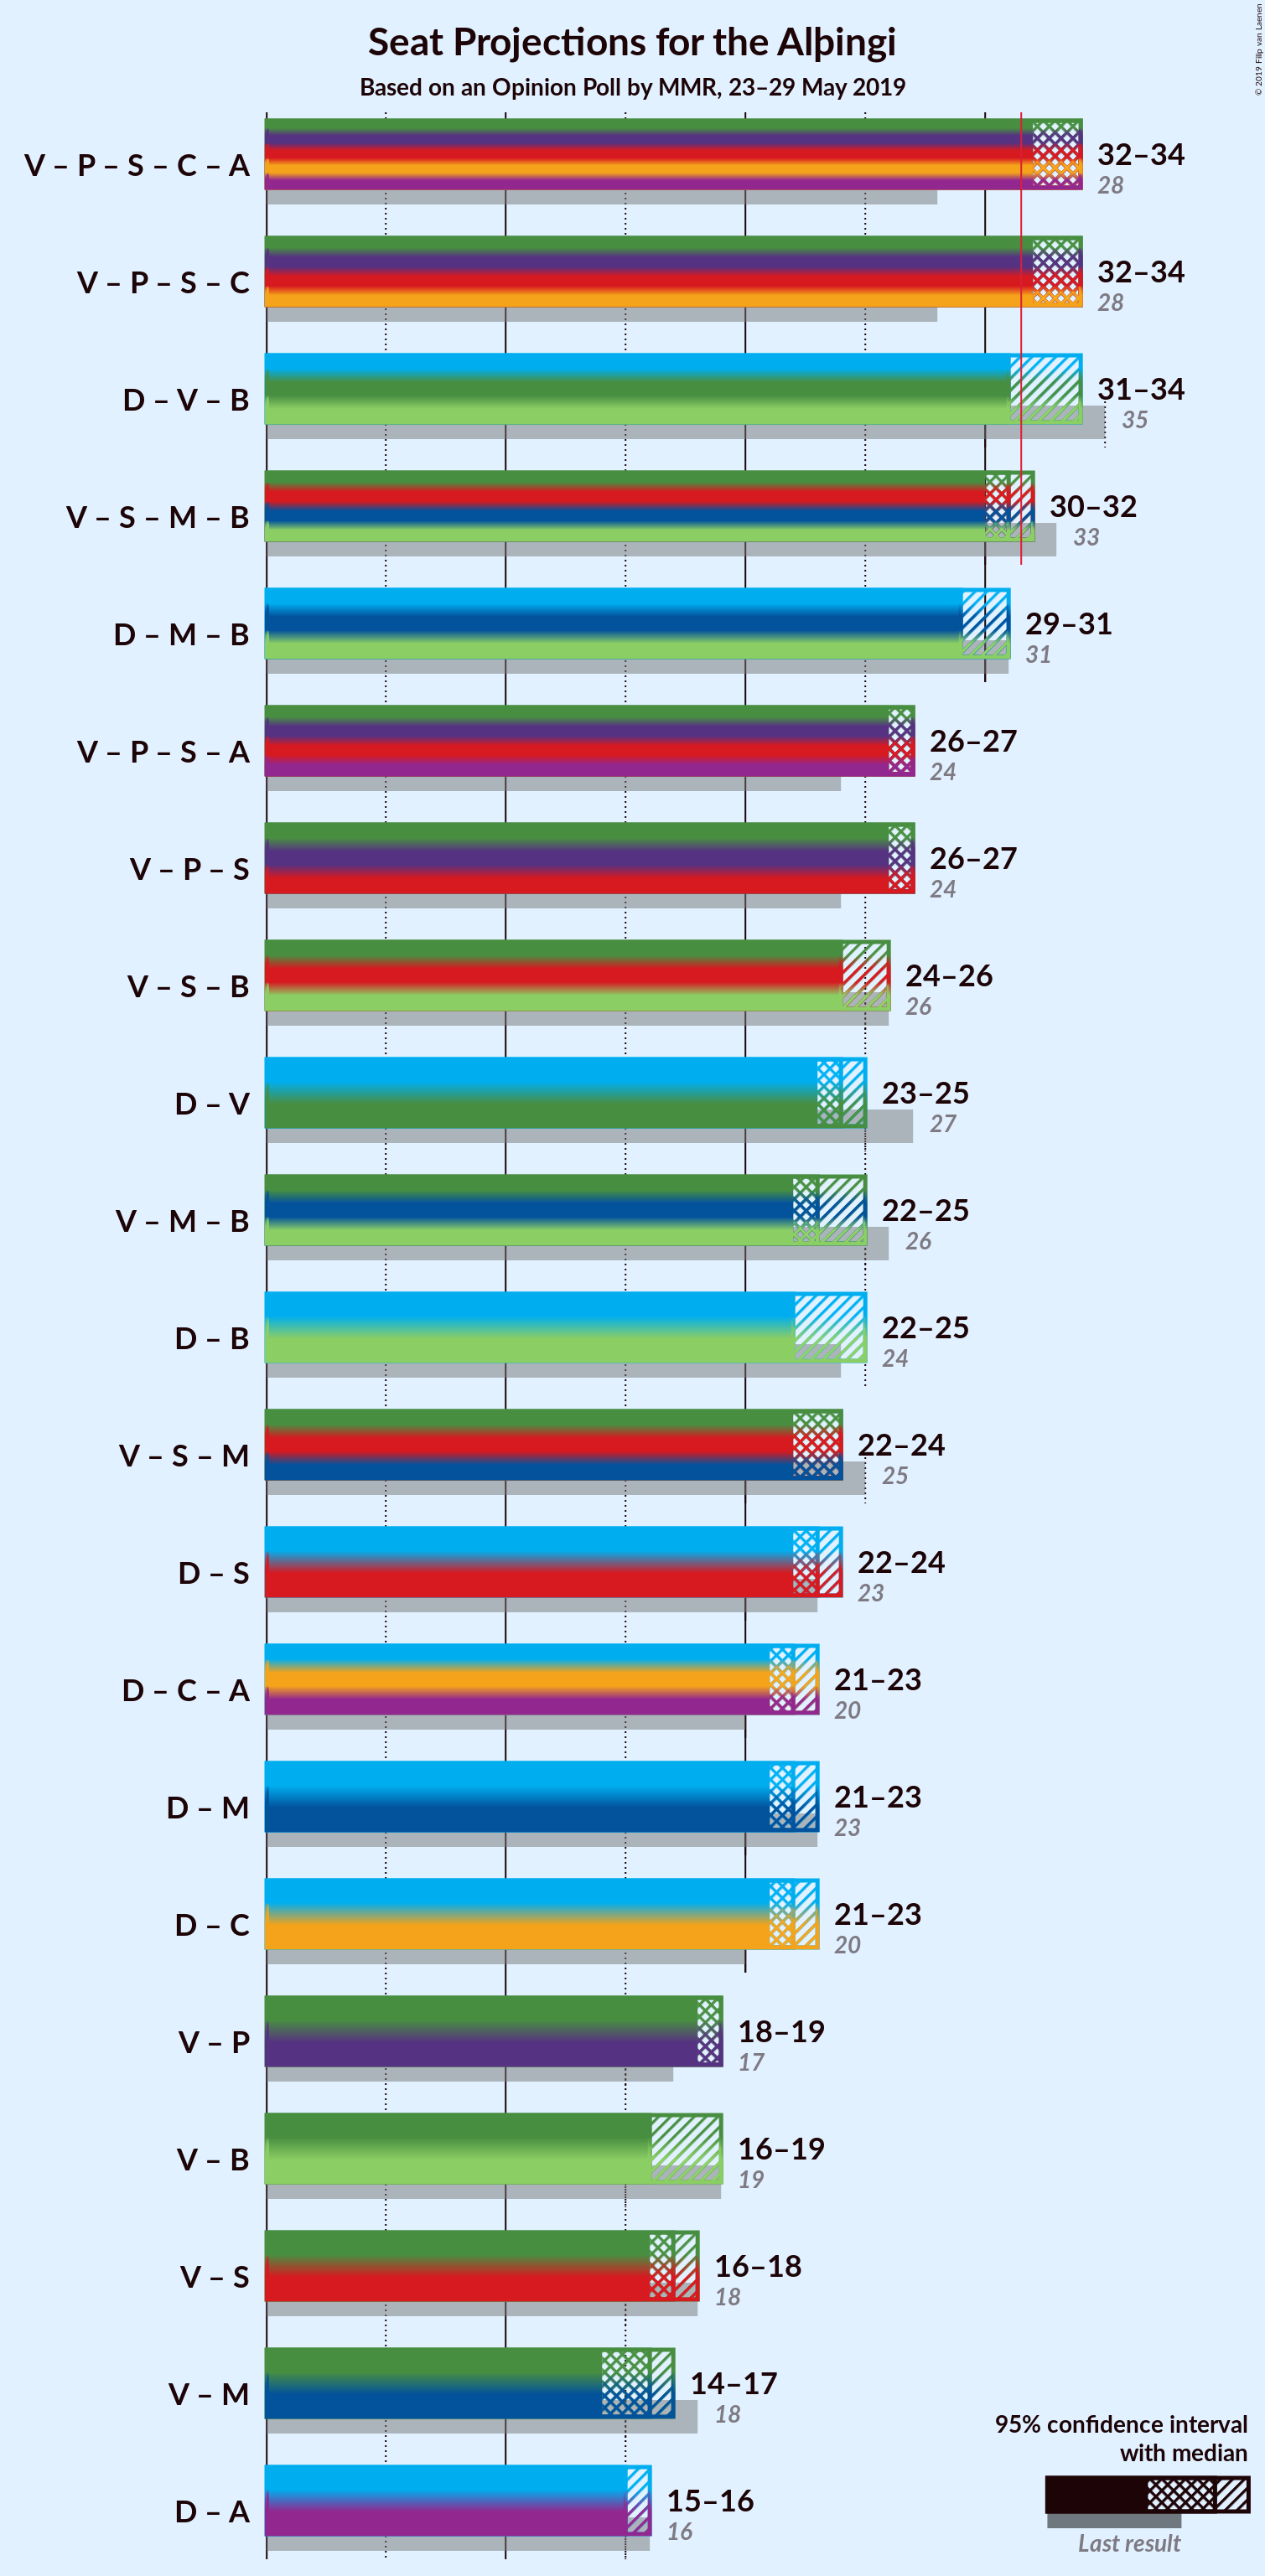 Seat Projections for the Alþingi
Based on an Opinion Poll by MMR, 23–29 May 2019
© 2019 Filip van Laenen
V – P – S – C – A
32–34
28
V – P – S – C
32–34
28
D – V – B
31–34
35
V – S – M – B
30–32
33
D – M – B
29–31
31
V – P – S – A
26–27
24
V – P – S
26–27
24
V – S – B
24–26
26
D – V
23–25
27
V – M – B
22–25
26
D – B
22–25
24
V – S – M
22–24
25
D – S
22–24
23
D – C – A
21–23
20
D – M
21–23
23
D – C
21–23
20
V – P
18–19
17
V – B
16–19
19
V – S
16–18
18
V – M
14–17
18
D – A
15–16
16
95% confidence interval
with median
Last result